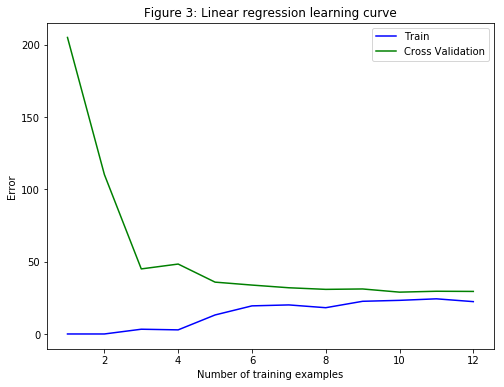 Figure 3: Linear regression learning curve
Train
Cross Validation
200
150
100
50
0
Error
2 4 6 8 10 12
Number of training examples